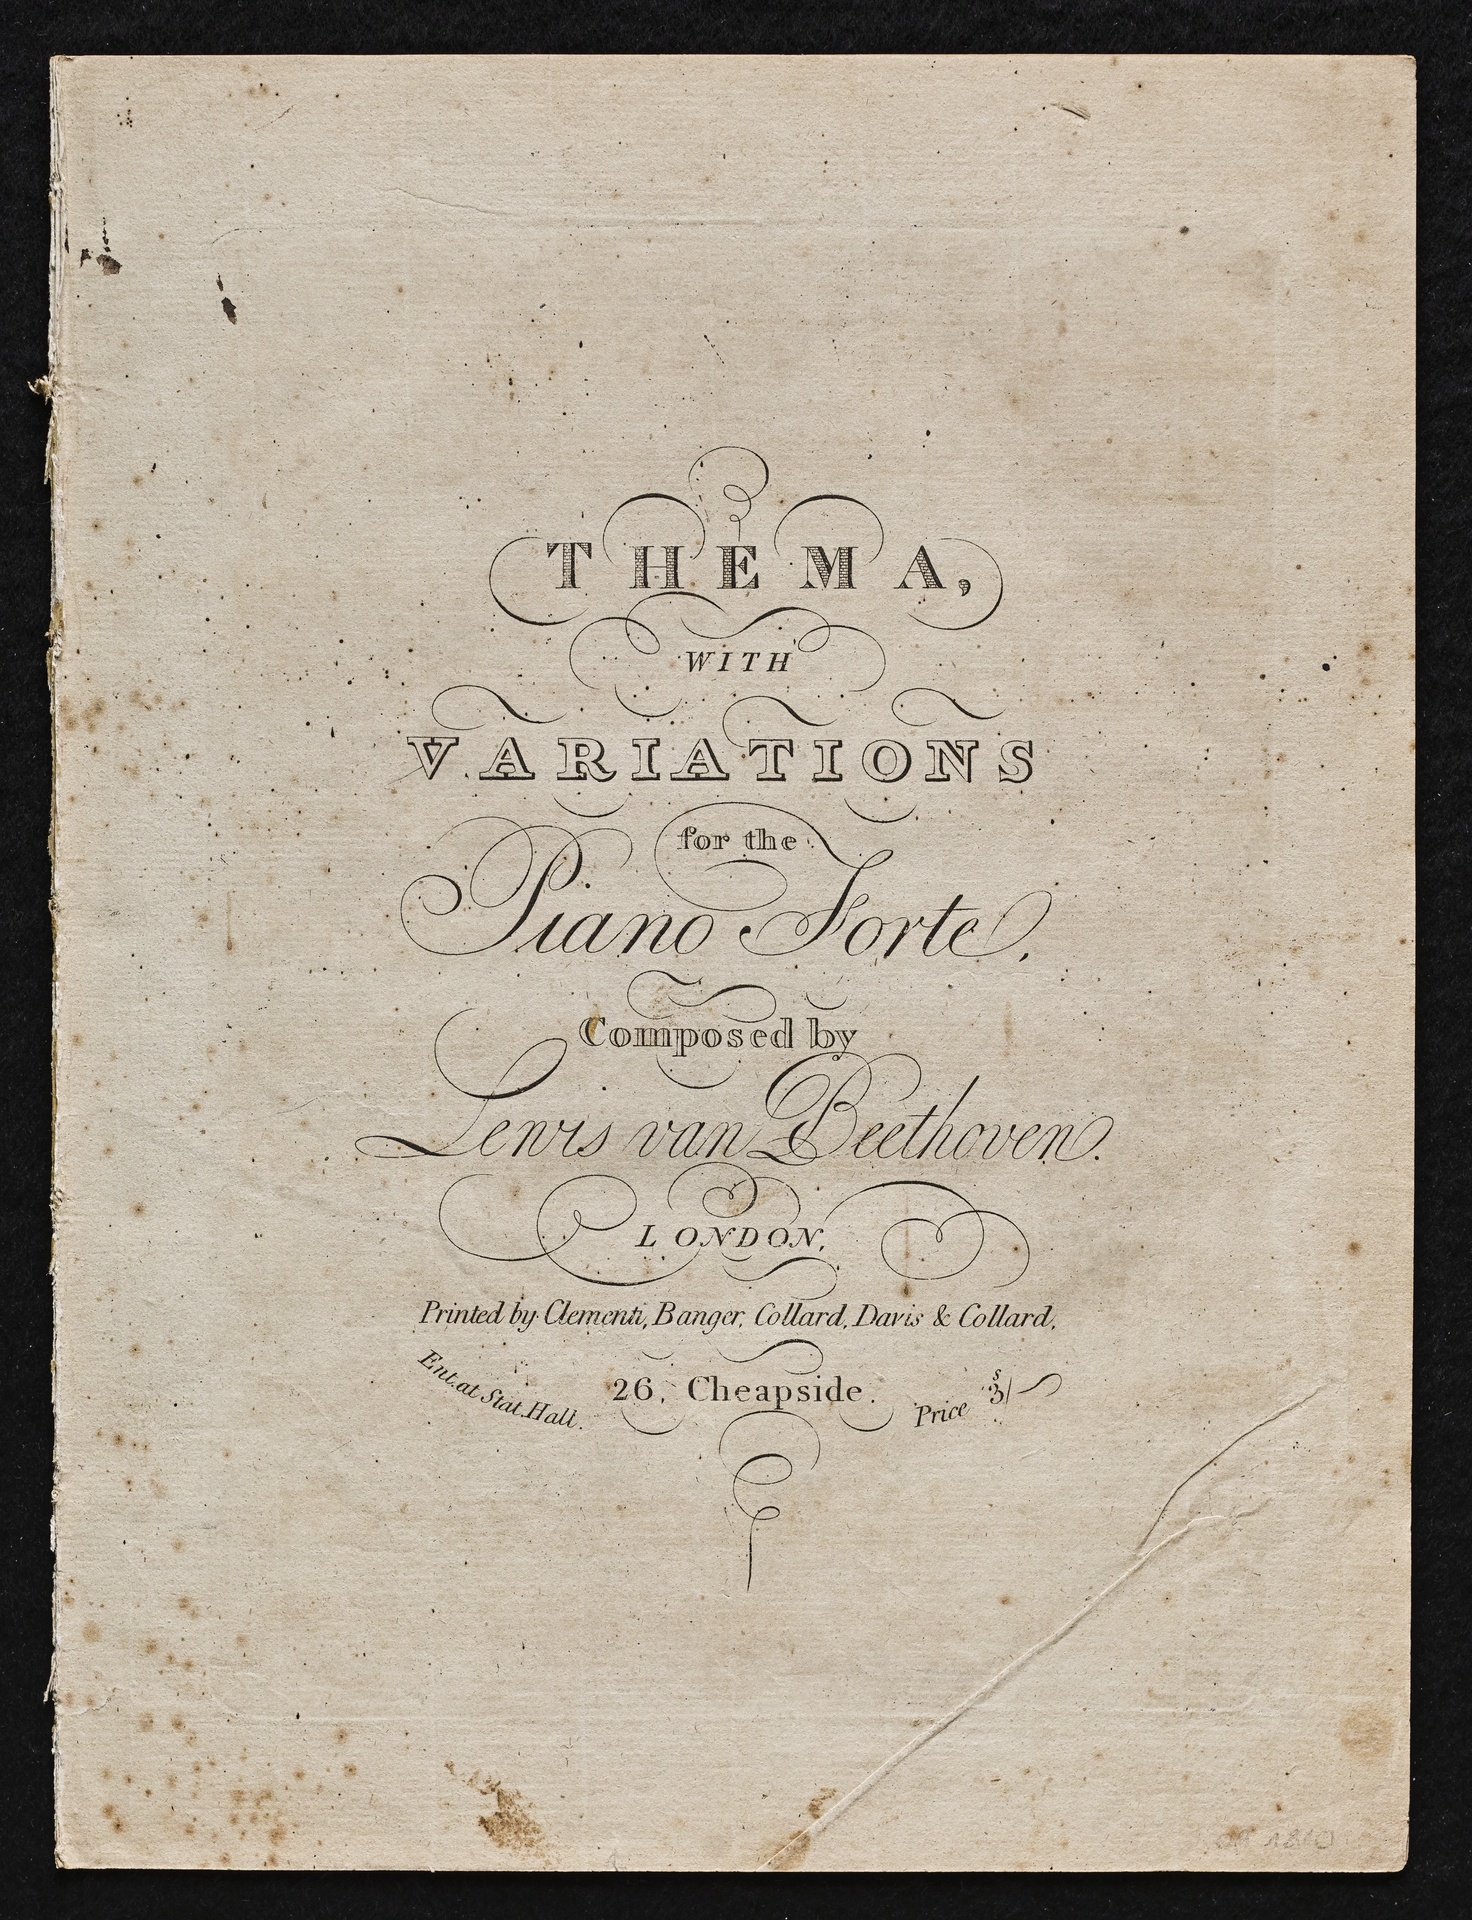 THEMA,
WITH
VARIATIONS
for the
Piano Forte,
Composed by
Lewis van Beethoven.
LONDON,
Printed by Clementi, Banger, Collard, Davis & Collard,
26, Cheapside.
Ent. at Stat. Hall.
Price 3/